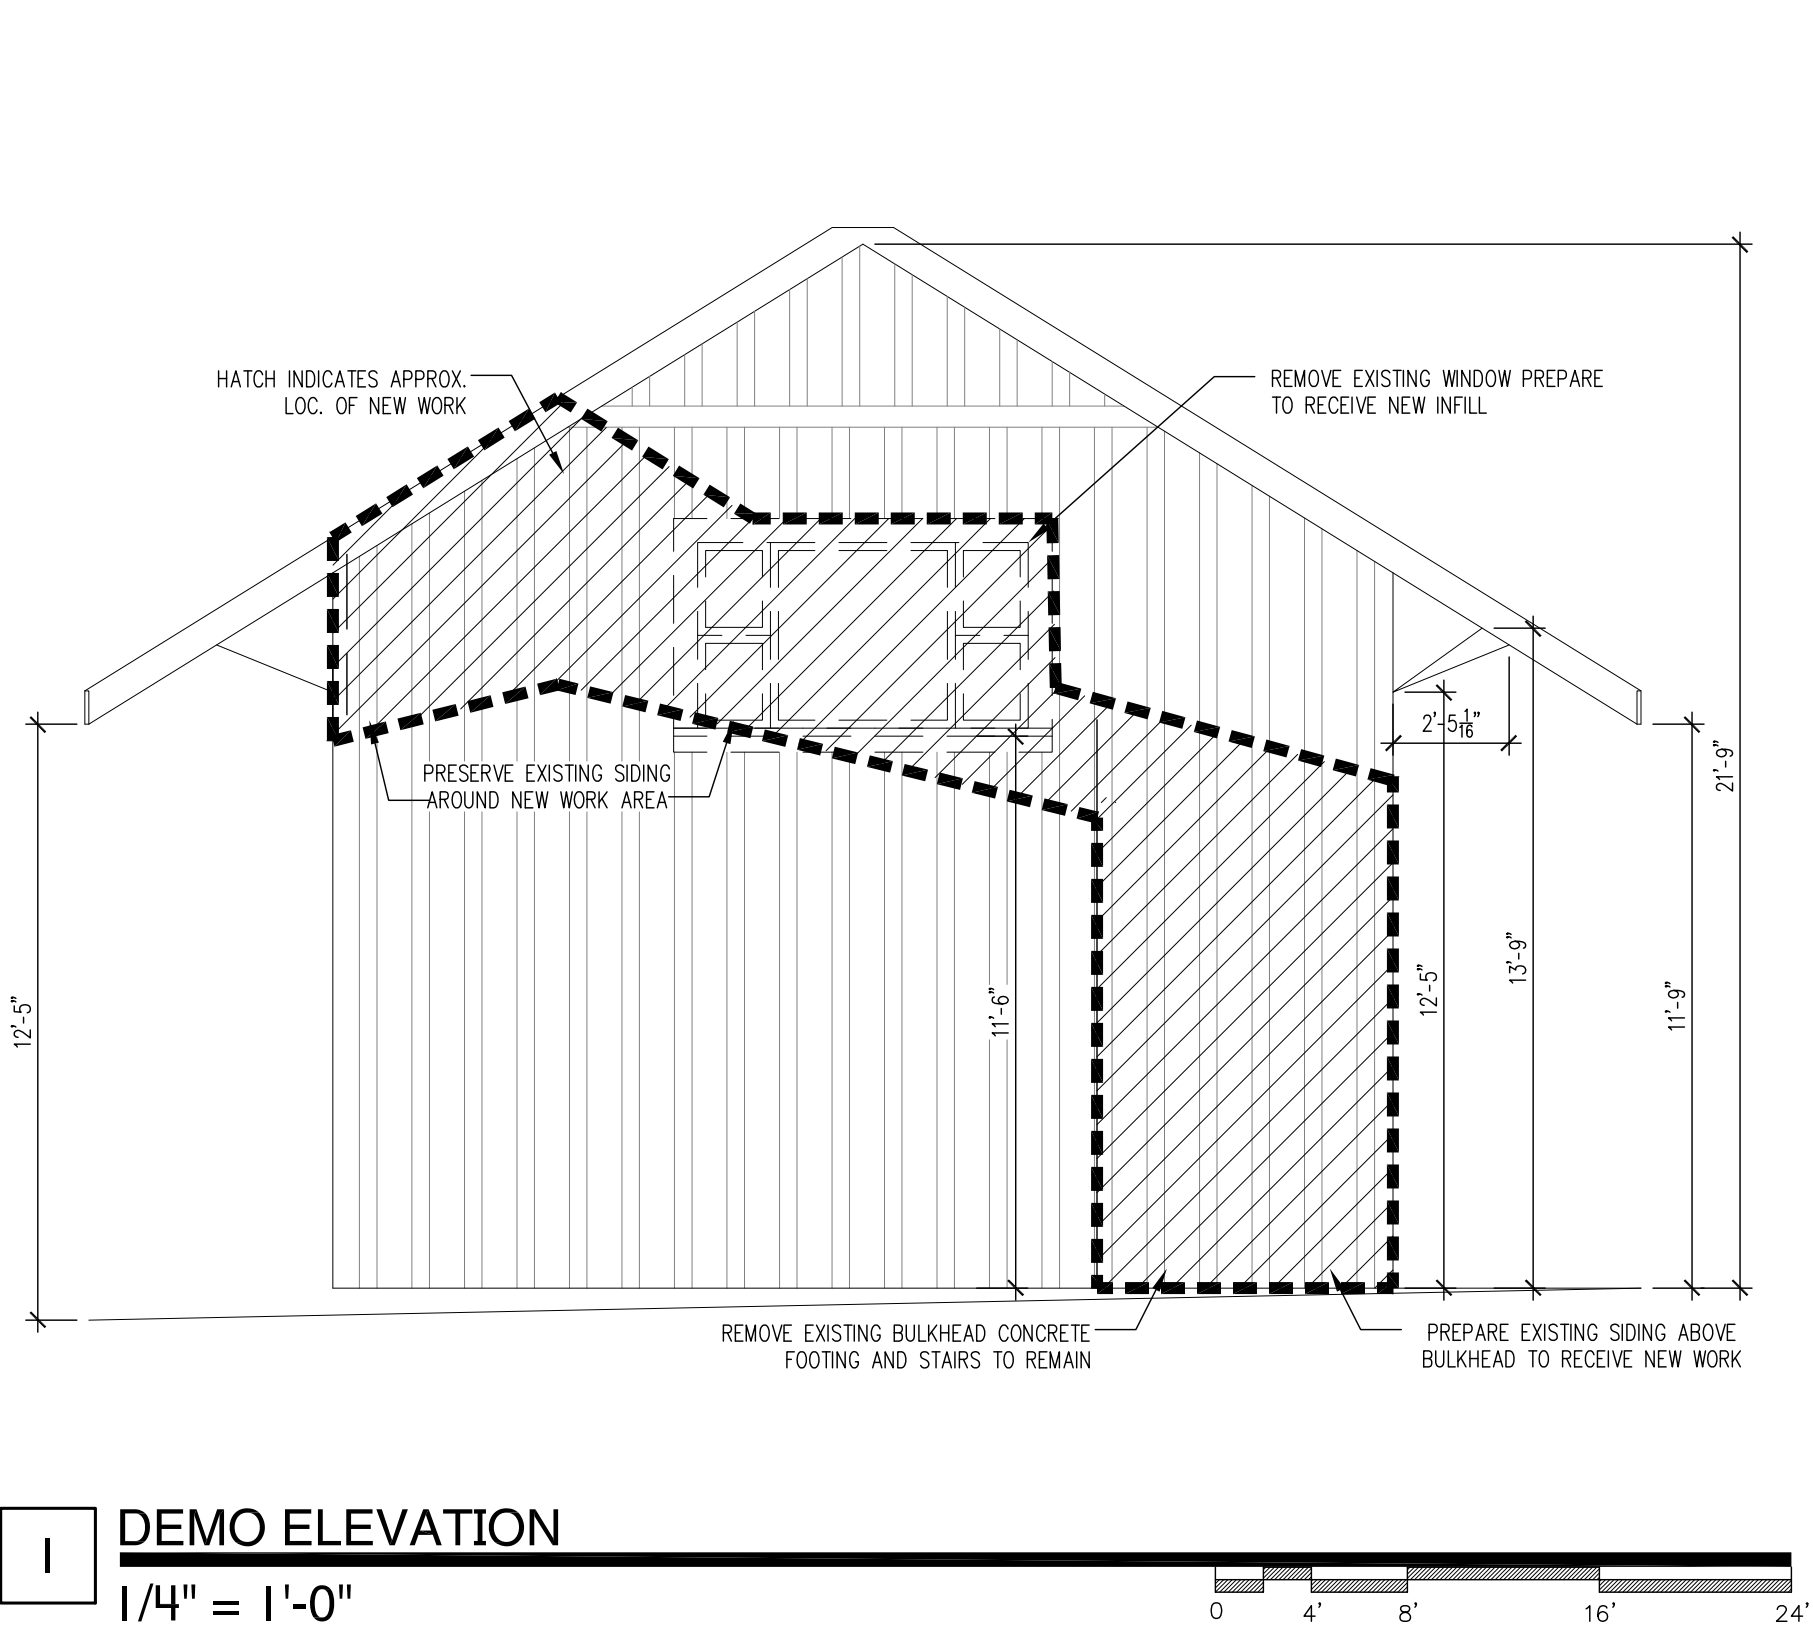 HATCH INDICATES APPROX.
LOC. OF NEW WORK
REMOVE EXISTING WINDOW PREPARE
TO RECEIVE NEW INFILL
PRESERVE EXISTING SIDING
AROUND NEW WORK AREA
2'-5 1/16"
21'-9"
12'-5"
11'-6"
12'-5"
13'-9"
11'-9"
REMOVE EXISTING BULKHEAD CONCRETE
FOOTING AND STAIRS TO REMAIN
PREPARE EXISTING SIDING ABOVE
BULKHEAD TO RECEIVE NEW WORK
1
DEMO ELEVATION
1/4" = 1'-0"
0 4' 8' 16' 24'